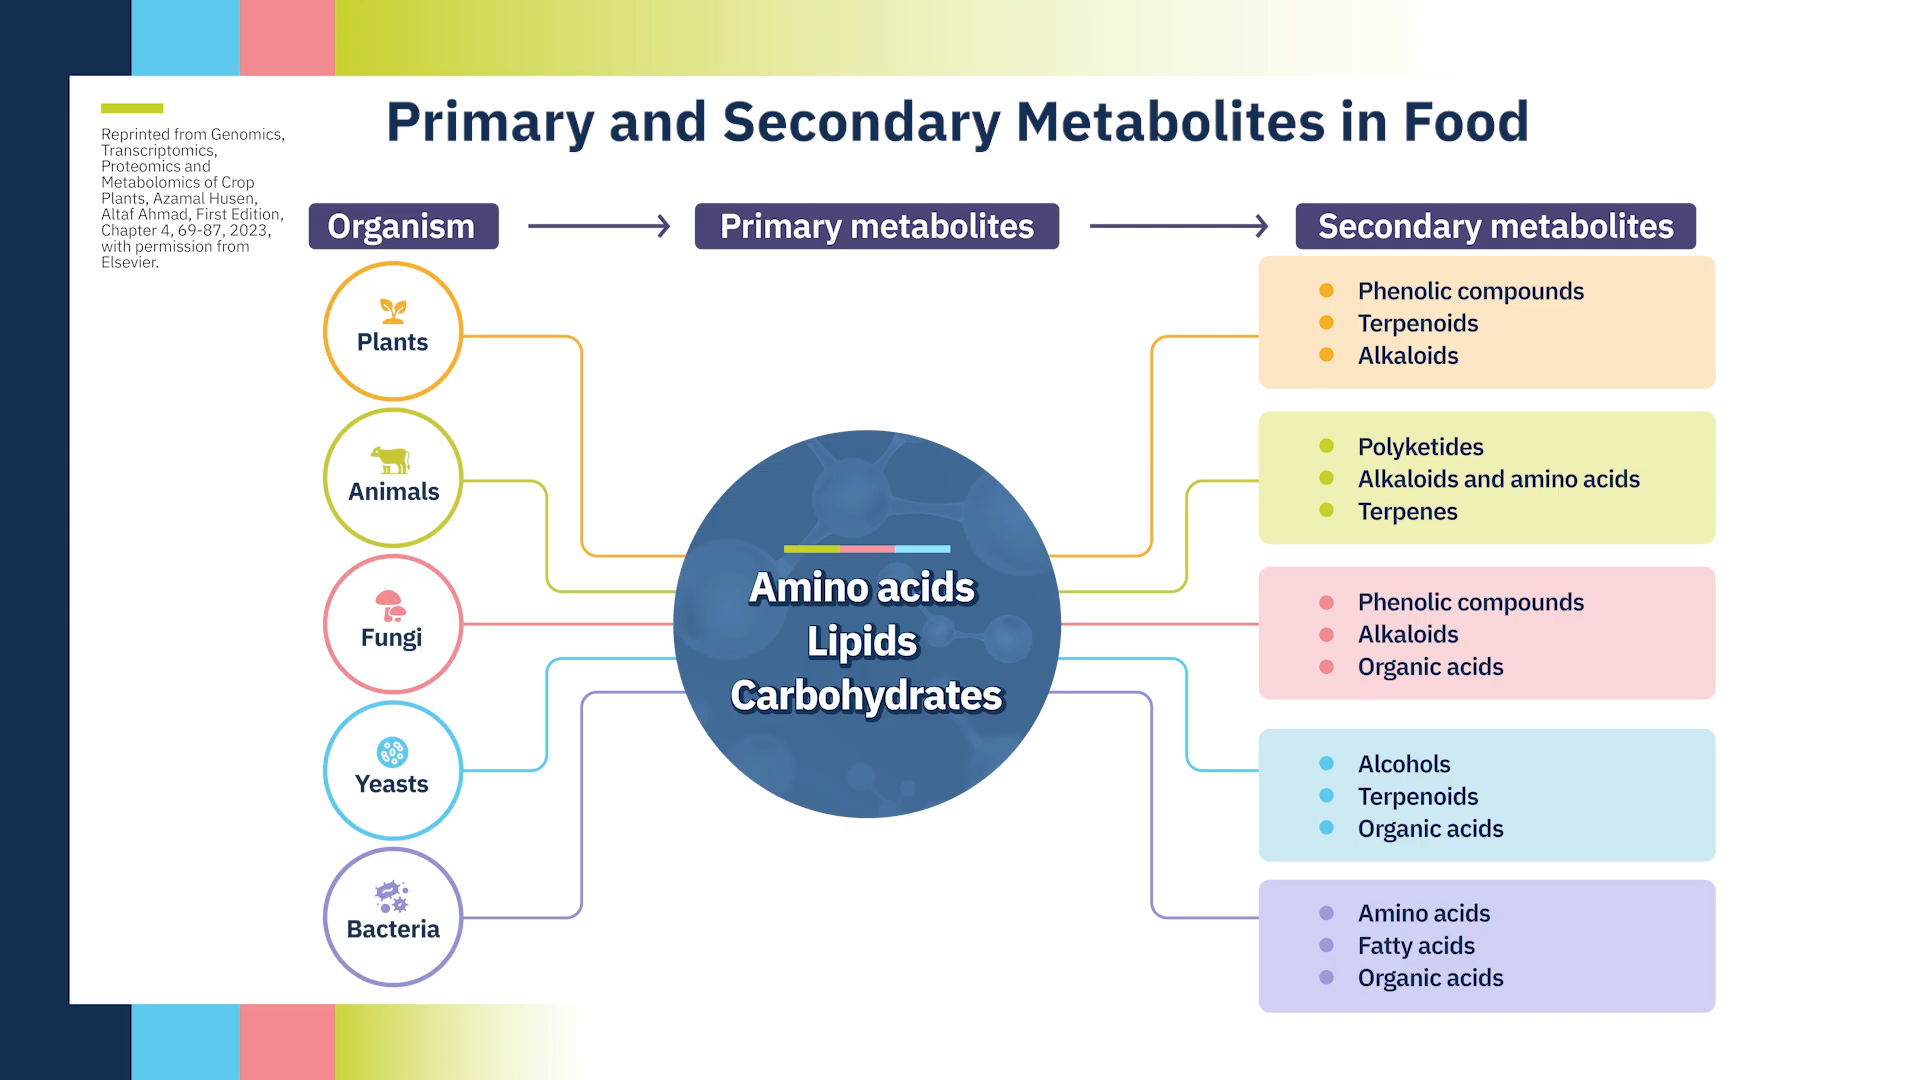 Primary and Secondary Metabolites in Food
Reprinted from Genomics,
Transcriptomics,
Proteomics and
Metabolomics of Crop
Plants, Azamal Husen,
Altaf Ahmad, First Edition,
Chapter 4, 69-87, 2023,
with permission from
Elsevier.
Organism
Primary metabolites
Secondary metabolites
Plants
Animals
Fungi
Yeasts
Bacteria
Amino acids
Lipids
Carbohydrates
Phenolic compounds
Terpenoids
Alkaloids
Polyketides
Alkaloids and amino acids
Terpenes
Phenolic compounds
Alkaloids
Organic acids
Alcohols
Terpenoids
Organic acids
Amino acids
Fatty acids
Organic acids